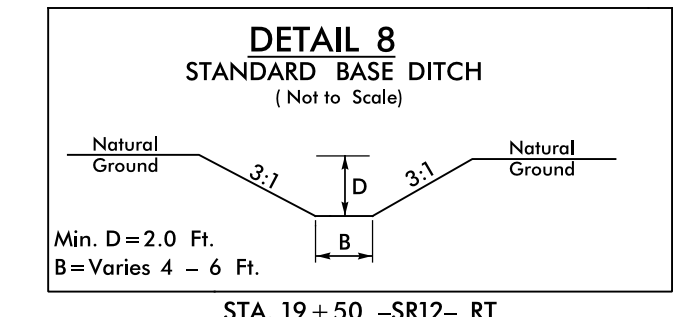 DETAIL 8
STANDARD BASE DITCH
( Not to Scale)
Natural
Ground
3:1
D
3:1
Natural
Ground
Min. D=2.0 Ft.
B=Varies 4 – 6 Ft.
B
STA 19+50 –SR12– RT